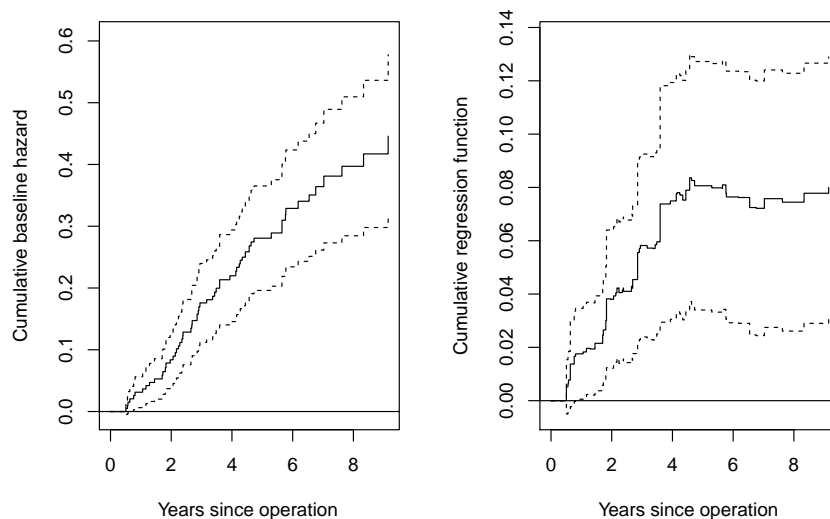 Cumulative baseline hazard
0.6
0.5
0.4
0.3
0.2
0.1
0.0
0 2 4 6 8
Years since operation
Cumulative regression function
0.14
0.12
0.10
0.08
0.06
0.04
0.02
0.00
0 2 4 6 8
Years since operation